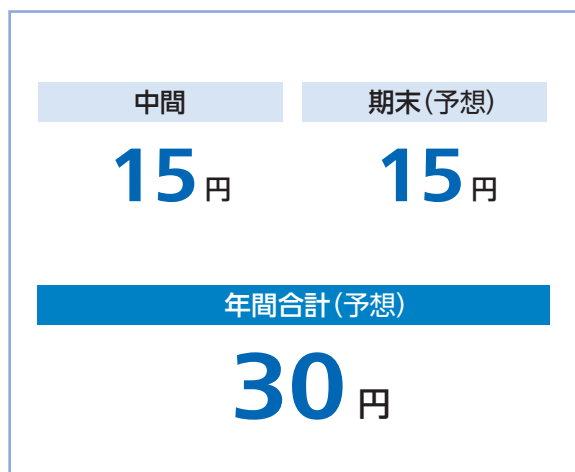 中間
期末(予想)
15円
15円
年間合計(予想)
30円